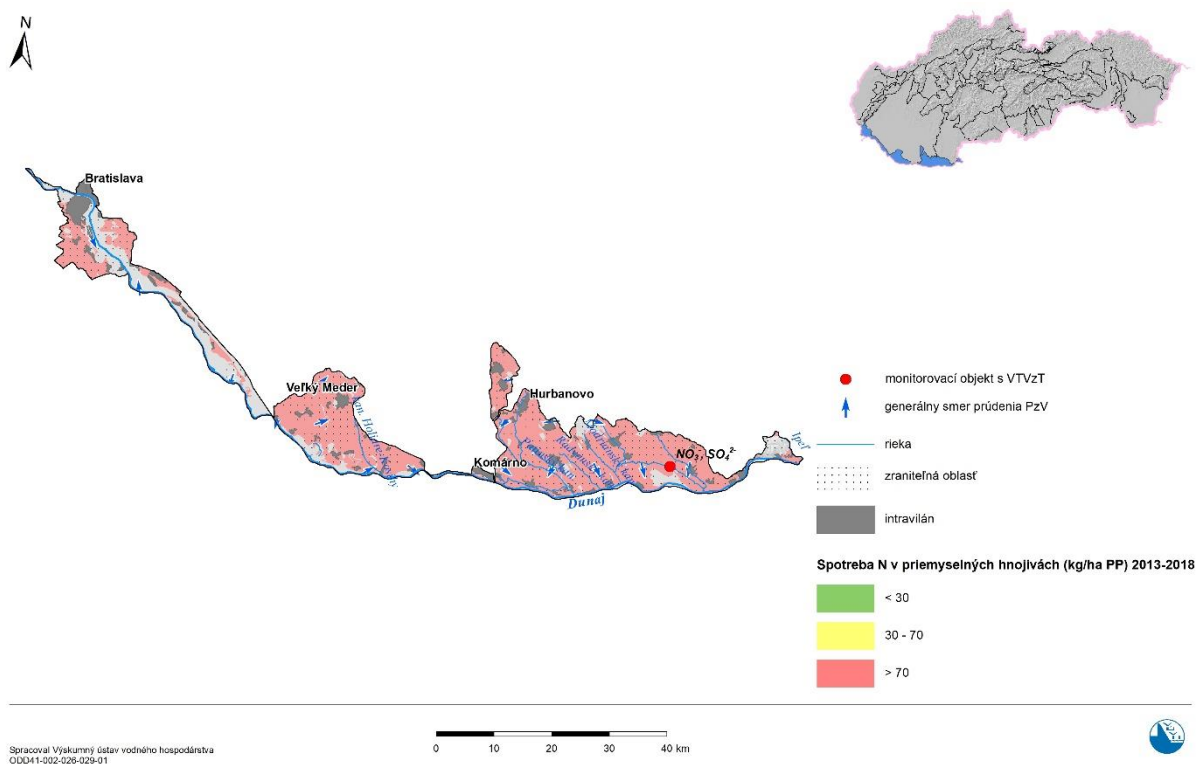 N
Bratislava
Veľký Meder
Hurbanovo
Komárno
NO₃⁻, SO₄²⁻
Ipeľ
Dunaj
monitorovací objekt s VTVzT
generálny smer prúdenia PzV
rieka
zraniteľná oblasť
intravilán
Spotreba N v priemyselných hnojivách (kg/ha PP) 2013-2018
< 30
30 - 70
> 70
0 10 20 30 40 km
Spracoval Výskumný ústav vodného hospodárstva
ODD41-002-026-029-01